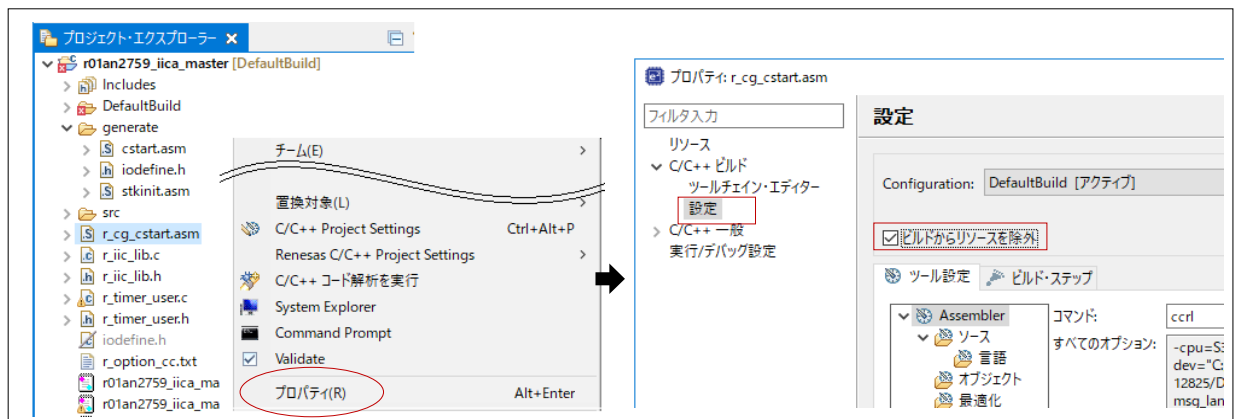 プロジェクト・エクスプローラー
r01an2759_iica_master [DefaultBuild]
Includes
DefaultBuild
generate
cstart.asm
iodefine.h
stkinit.asm
src
r_cg_cstart.asm
r_iic_lib.c
r_iic_lib.h
r_timer_user.c
r_timer_user.h
iodefine.h
r_option_cc.txt
r01an2759_iica_ma
r01an2759_iica_ma
チーム(E)
置換対象(L)
C/C++ Project Settings Ctrl+Alt+P
Renesas C/C++ Project Settings
C/C++ コード解析を実行
System Explorer
Command Prompt
Validate
プロパティ(R) Alt+Enter
プロパティ: r_cg_cstart.asm
フィルタ入力
リソース
C/C++ ビルド
ツールチェイン・エディター
設定
C/C++ 一般
実行/デバッグ設定
設定
Configuration: DefaultBuild [アクティブ]
ビルドからリソースを除外
ツール設定 ビルド・ステップ
Assembler
ソース
言語
オブジェクト
最適化
コマンド: ccrl
すべてのオプション: -cpu=S
dev="C:
12825/D
msg_lan